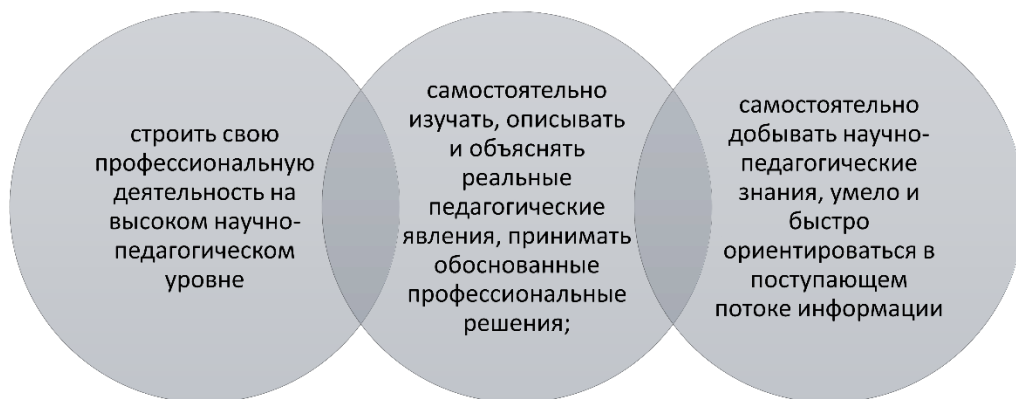 строить свою
профессиональную
деятельность на
высоком научно-
педагогическом
уровне
самостоятельно
изучать, описывать
и объяснять
реальные
педагогические
явления, принимать
обоснованные
профессиональные
решения;
самостоятельно
добывать научно-
педагогические
знания, умело и
быстро
ориентироваться в
поступающем
потоке информации